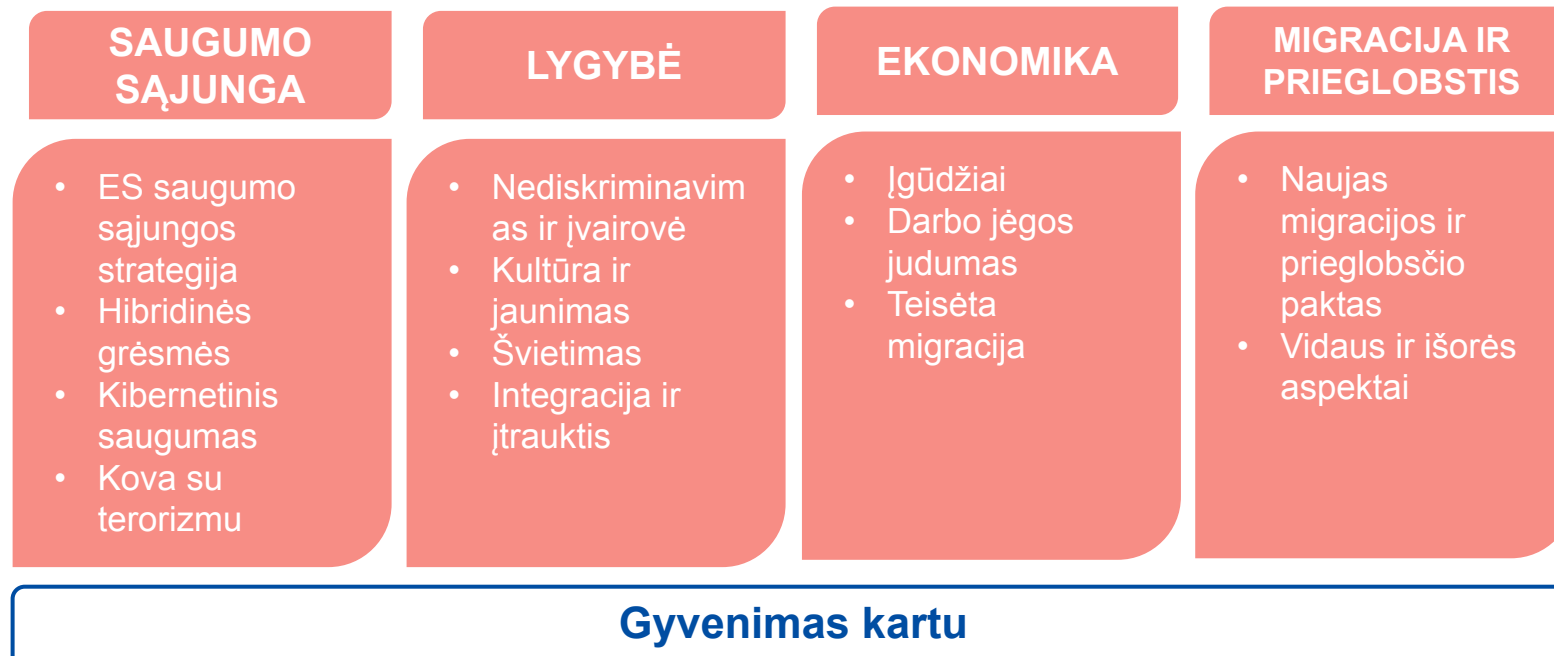 SAUGUMO
SĄJUNGA
• ES saugumo
sąjungos
strategija
• Hibridinės
grėsmės
• Kibernetinis
saugumas
• Kova su
terorizmu
LYGYBĖ
• Nediskriminavim
as ir įvairovė
• Kultūra ir
jaunimas
• Švietimas
• Integracija ir
įtrauktis
EKONOMIKA
• Įgūdžiai
• Darbo jėgos
judumas
• Teisėta
migracija
MIGRACIJA IR
PRIEGLOBSTIS
• Naujas
migracijos ir
prieglobsčio
paktas
• Vidaus ir išorės
aspektai
Gyvenimas kartu